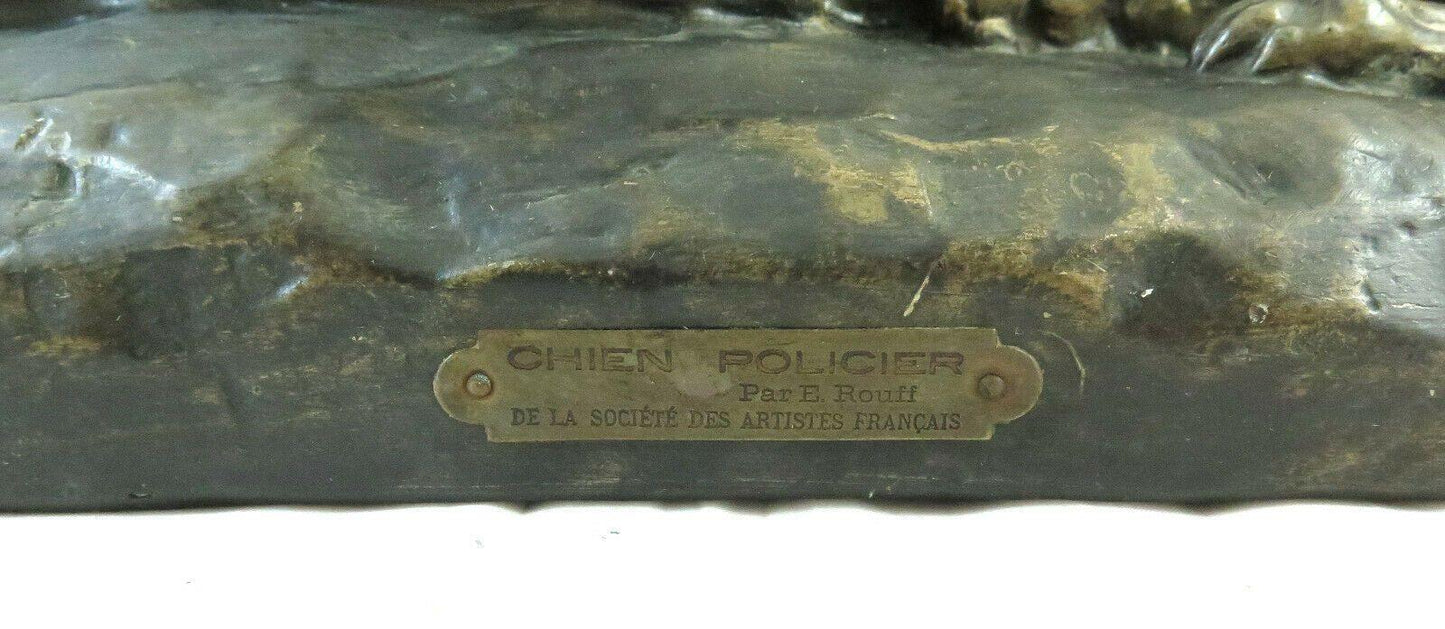 CHIEN POLICIER
Par E. Rouff
DE LA SOCIÉTÉ DES ARTISTES FRANÇAIS